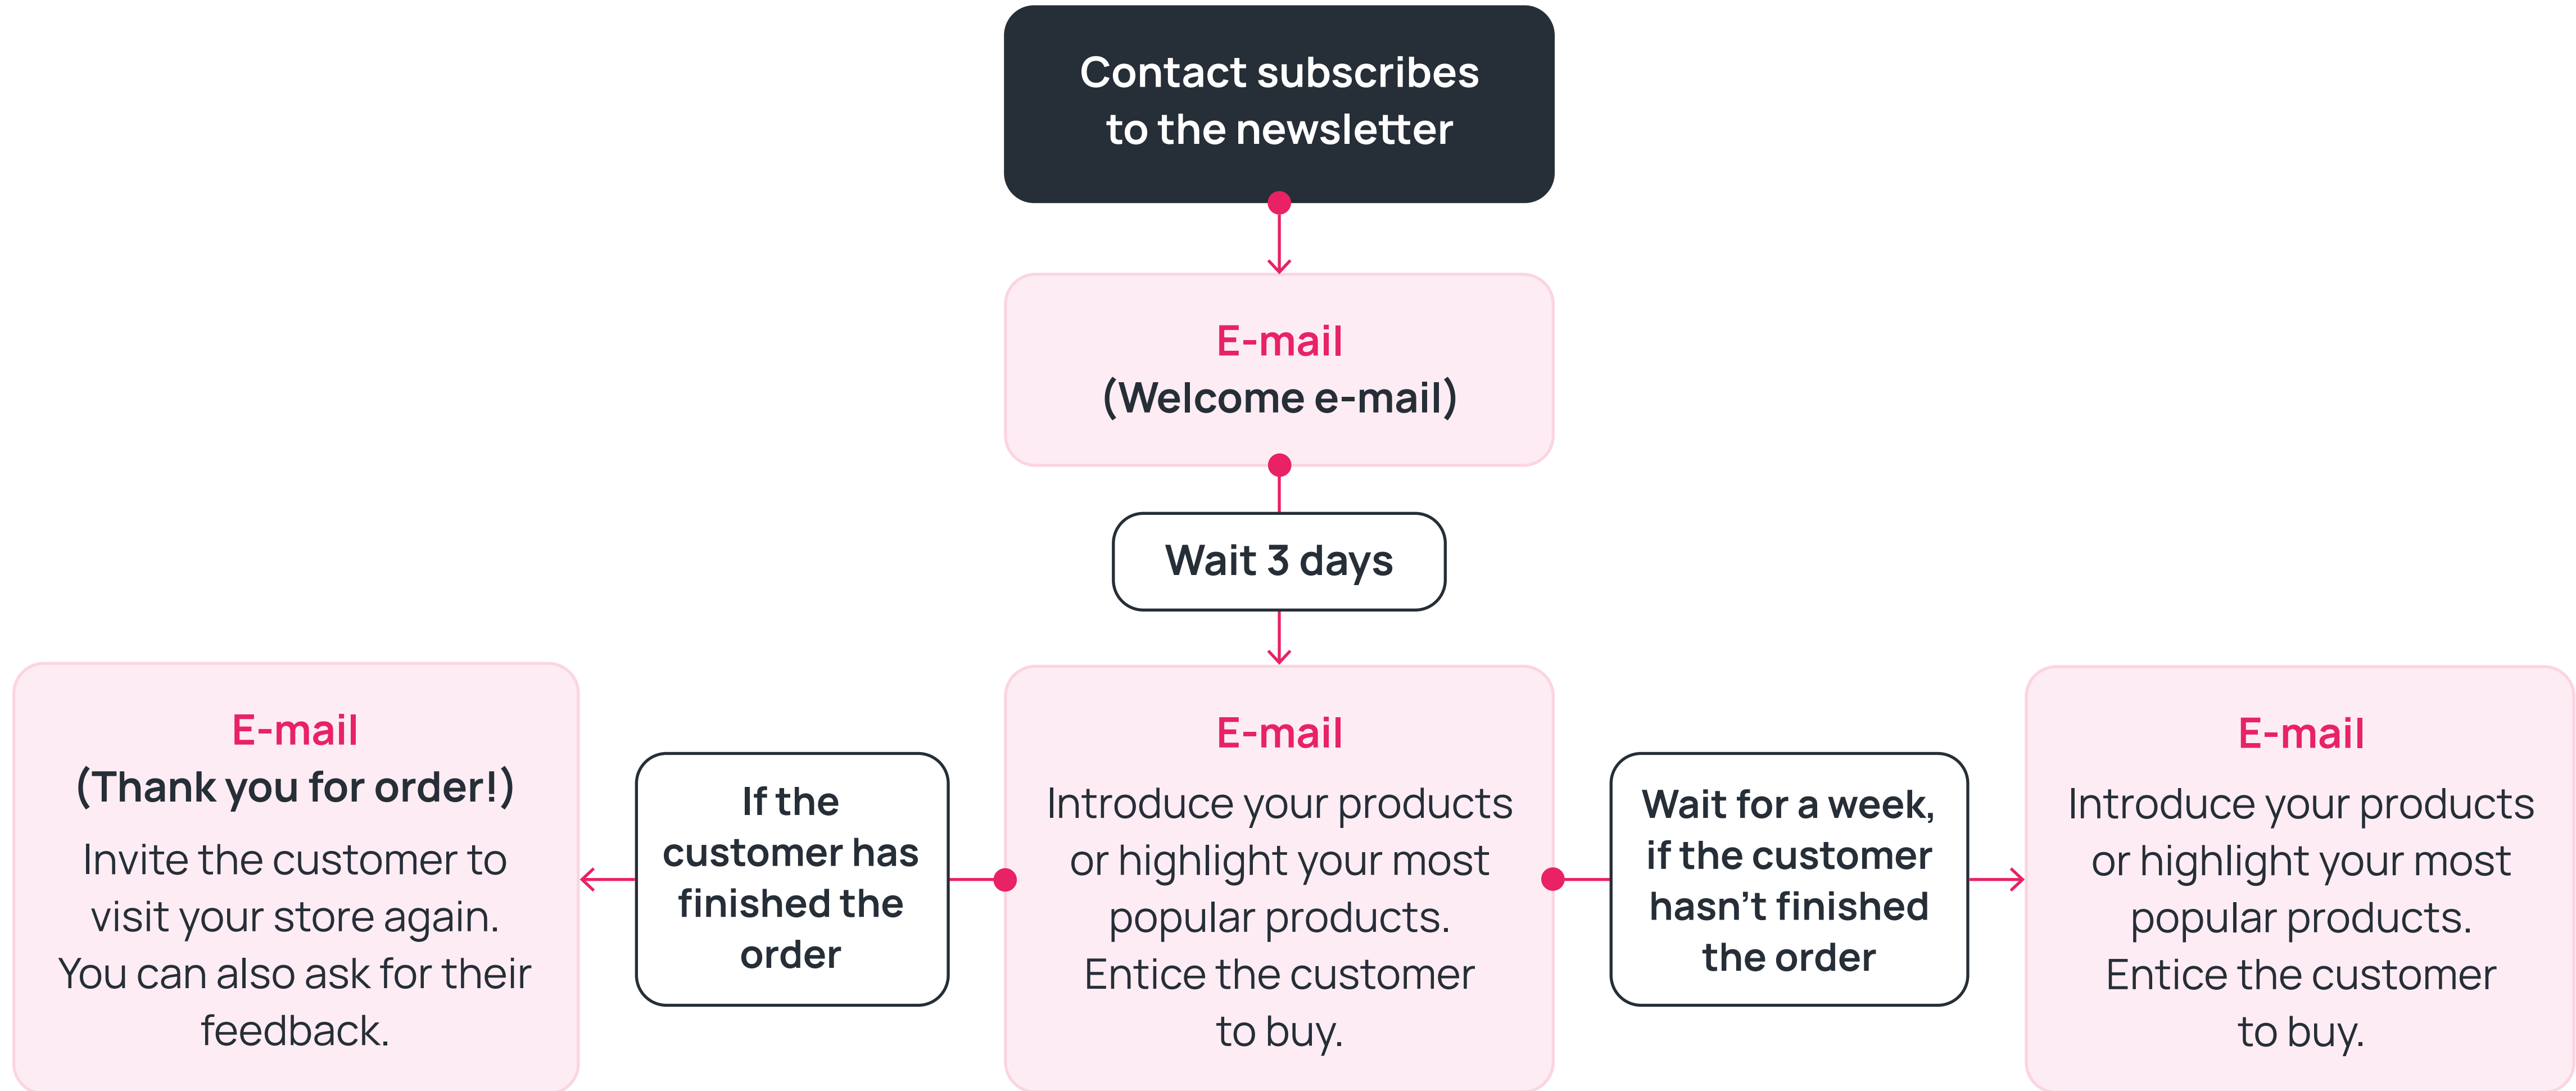 Contact subscribes
to the newsletter
E-mail
(Welcome e-mail)
Wait 3 days
E-mail
(Thank you for order!)
Invite the customer to
visit your store again.
You can also ask for their
feedback.
If the
customer has
finished the
order
E-mail
Introduce your products
or highlight your most
popular products.
Entice the customer
to buy.
Wait for a week,
if the customer
hasn't finished
the order
E-mail
Introduce your products
or highlight your most
popular products.
Entice the customer
to buy.